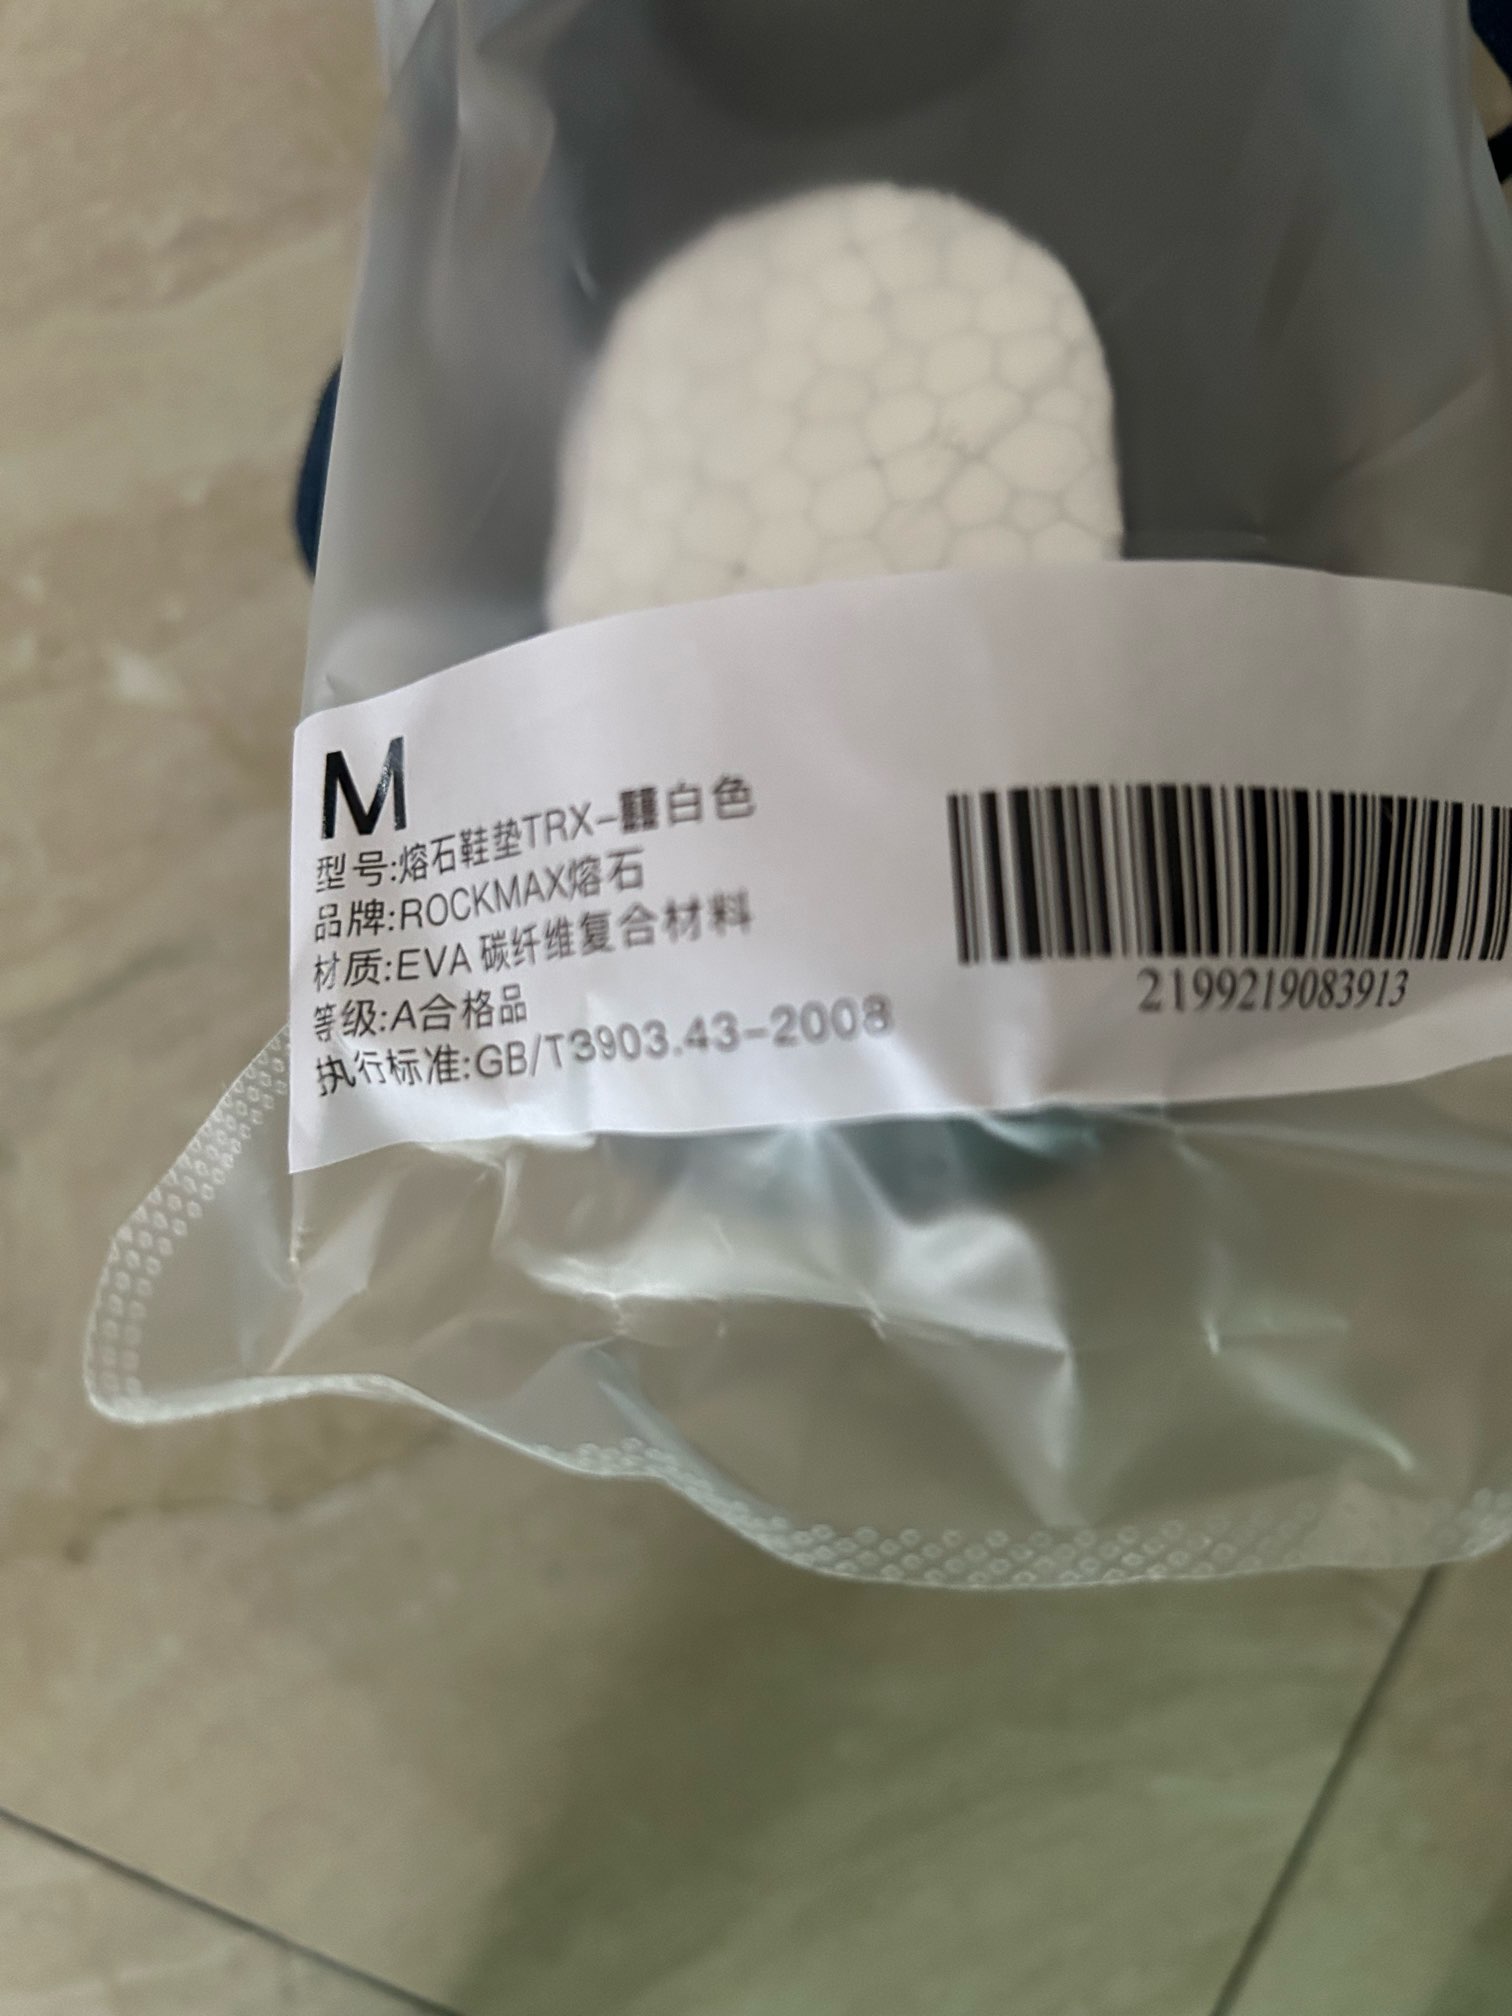 M
型号:熔石鞋垫TRX-囍白色
品牌:ROCKMAX熔石
材质:EVA 碳纤维复合材料
等级:A合格品
执行标准:GB/T3903.43-2008
2199219083913